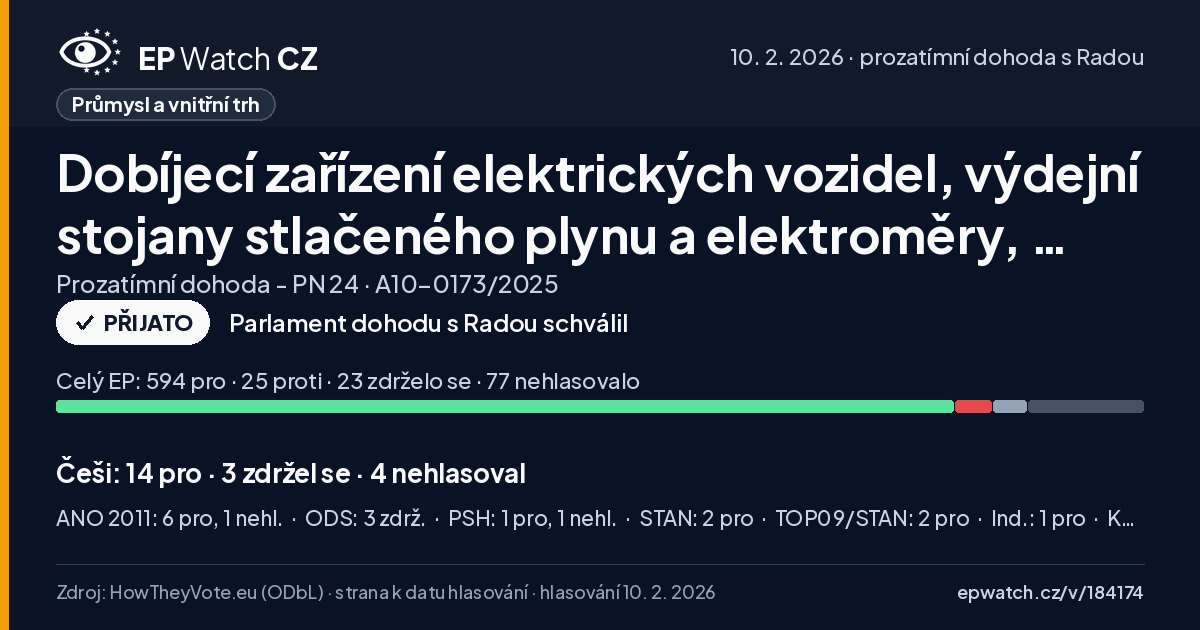 EP Watch CZ
10. 2. 2026 · prozatímní dohoda s Radou
Průmysl a vnitřní trh
Dobíjecí zařízení elektrických vozidel, výdejní
stojany stlačeného plynu a elektroměry, …
Prozatímní dohoda - PN 24 · A10–0173/2025
✓ PŘIJATO
Parlament dohodu s Radou schválil
Celý EP: 594 pro · 25 proti · 23 zdrželo se · 77 nehlasovalo
Češi: 14 pro · 3 zdržel se · 4 nehlasoval
ANO 2011: 6 pro, 1 nehl. · ODS: 3 zdrž. · PSH: 1 pro, 1 nehl. · STAN: 2 pro · TOP09/STAN: 2 pro · Ind.: 1 pro · K…
Zdroj: HowTheyVote.eu (ODbL) · strana k datu hlasování · hlasování 10. 2. 2026
epwatch.cz/v/184174